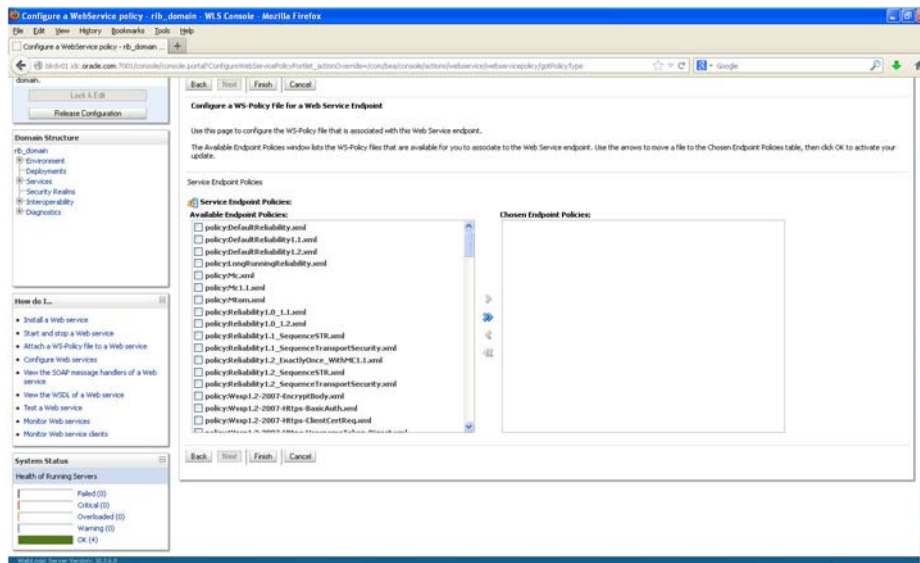 Configure a WebService policy - rib_domain - WLS Console - Mozilla Firefox
File Edit View History Bookmarks Tools Help
Configure a WebService policy - rib_domain ...
Google
domain.
Lock & Edit
Release Configuration
Domain Structure
rib_domain
Environment
Deployments
Services
Security Realms
Interoperability
Diagnostics
How do I...
Install a Web service
Start and stop a Web service
Attach a WS-Policy file to a Web service
Configure Web services
View the SOAP message handlers of a Web service
View the WSDL of a Web service
Test a Web service
Monitor Web services
Monitor Web service clients
System Status
Health of Running Servers
Failed (0)
Critical (0)
Overloaded (0)
Warning (0)
OK (4)
Back Next Finish Cancel
Configure a WS-Policy File for a Web Service Endpoint
Use this page to configure the WS-Policy file that is associated with this Web Service endpoint.
The Available Endpoint Policies window lists the WS-Policy files that are available for you to associate to the Web Service endpoint. Use the arrows to move a file to the Chosen Endpoint Policies table, then click OK to activate your update.
Service Endpoint Policies
Service Endpoint Policies:
Available Endpoint Policies:
policy:DefaultReliability.xml
policy:DefaultReliability1.1.xml
policy:DefaultReliability1.2.xml
policy:LongRunningReliability.xml
policy:Mc.xml
policy:Mc1.1.xml
policy:Mtom.xml
policy:Reliability1.0_1.1.xml
policy:Reliability1.0_1.2.xml
policy:Reliability1.1_SequenceSTR.xml
policy:Reliability1.1_SequenceTransportSecurity.xml
policy:Reliability1.2_ExactlyOnce_WithMC1.1.xml
policy:Reliability1.2_SequenceSTR.xml
policy:Reliability1.2_SequenceTransportSecurity.xml
policy:Wssp1.2-2007-EncryptBody.xml
policy:Wssp1.2-2007-Https-BasicAuth.xml
policy:Wssp1.2-2007-Https-ClientCertReq.xml
Chosen Endpoint Policies:
Back Next Finish Cancel
WebLogic Server Version: 10.3.6.0